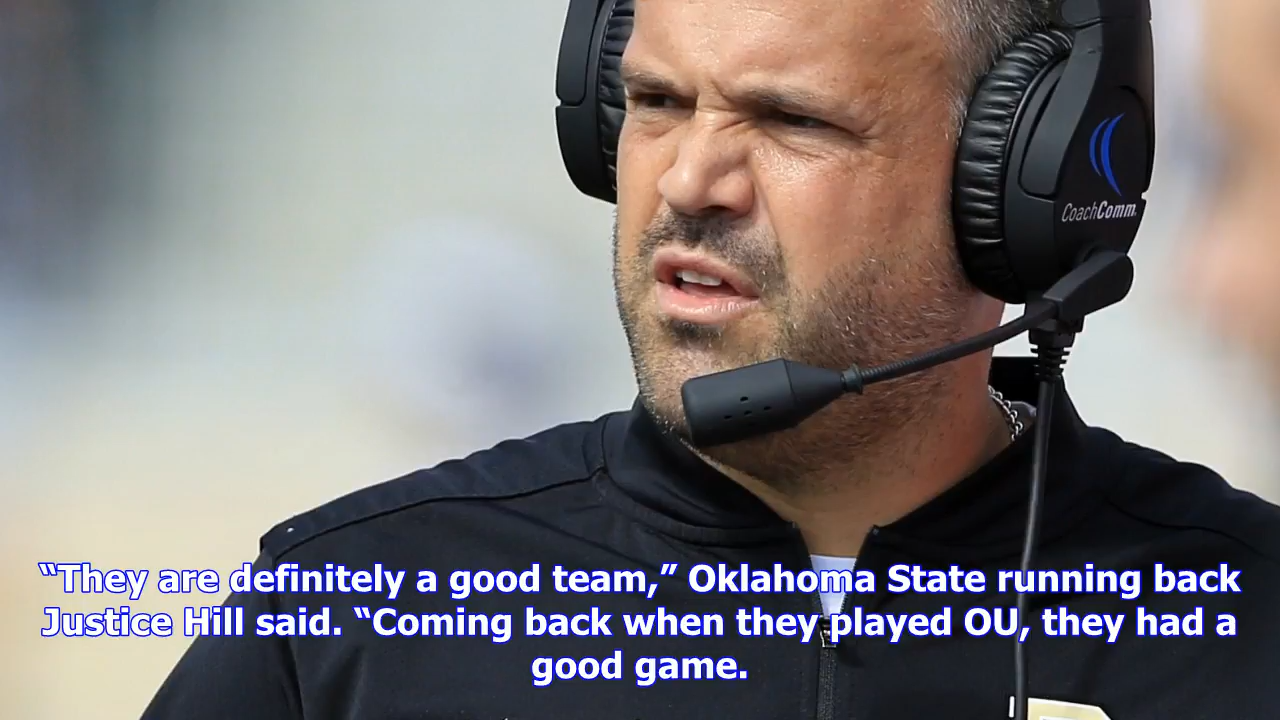 CoachComm.
“They are definitely a good team,” Oklahoma State running back
Justice Hill said. “Coming back when they played OU, they had a
good game.